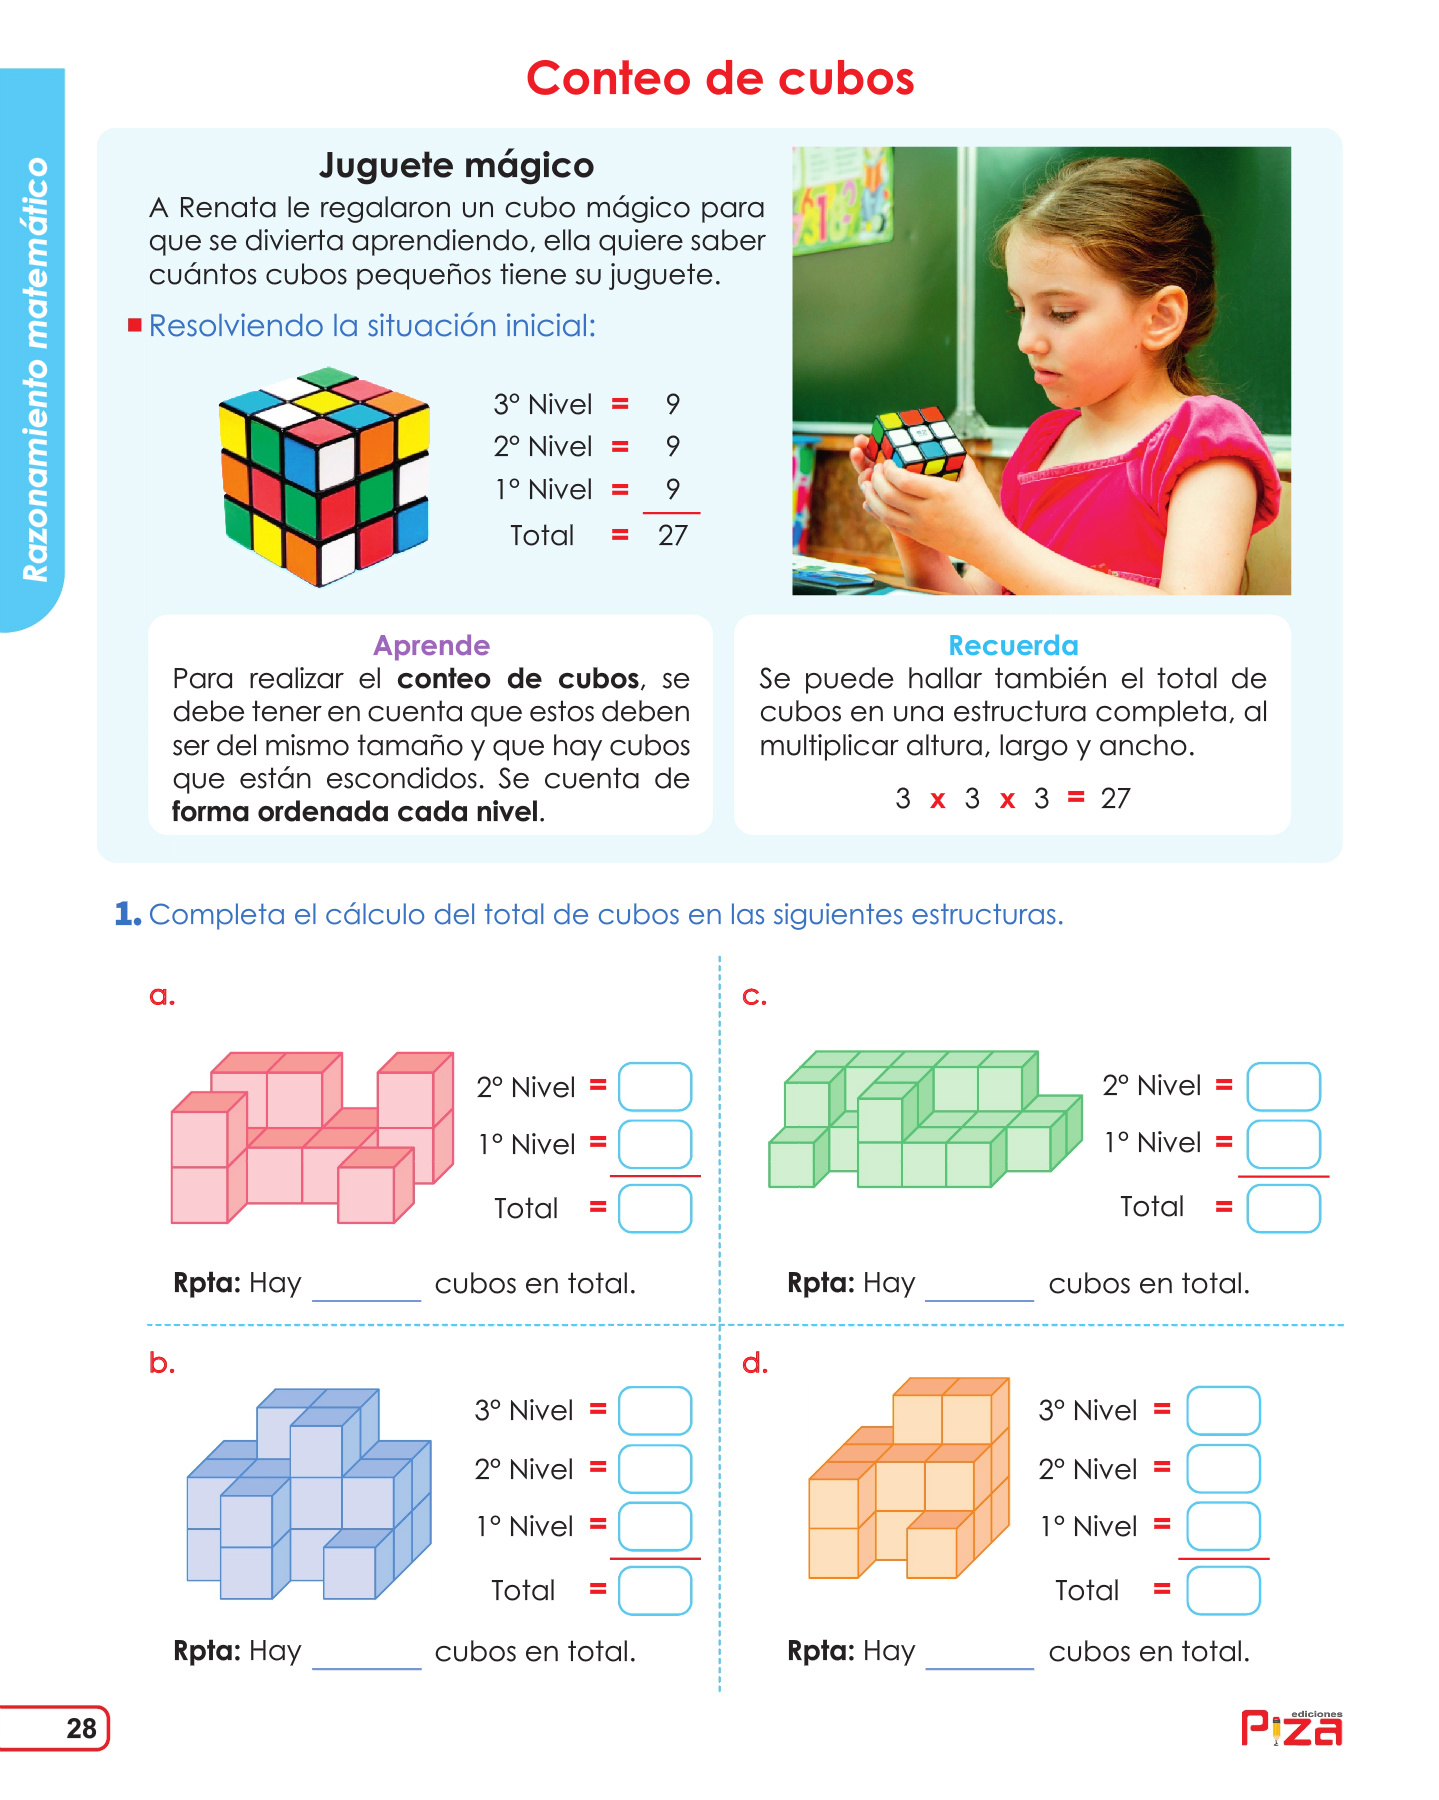 Conteo de cubos
Razonamiento matemático
Juguete mágico
A Renata le regalaron un cubo mágico para
que se divierta aprendiendo, ella quiere saber
cuántos cubos pequeños tiene su juguete.
Resolviendo la situación inicial:
3° Nivel = 9
2° Nivel = 9
1° Nivel = 9
Total = 27
Aprende
Para realizar el conteo de cubos, se
debe tener en cuenta que estos deben
ser del mismo tamaño y que hay cubos
que están escondidos. Se cuenta de
forma ordenada cada nivel.
Recuerda
Se puede hallar también el total de
cubos en una estructura completa, al
multiplicar altura, largo y ancho.
3 x 3 x 3 = 27
1. Completa el cálculo del total de cubos en las siguientes estructuras.
a.
2° Nivel =
1° Nivel =
Total =
Rpta: Hay ______ cubos en total.
c.
2° Nivel =
1° Nivel =
Total =
Rpta: Hay ______ cubos en total.
b.
3° Nivel =
2° Nivel =
1° Nivel =
Total =
Rpta: Hay ______ cubos en total.
d.
3° Nivel =
2° Nivel =
1° Nivel =
Total =
Rpta: Hay ______ cubos en total.
28
ediciones
Piza